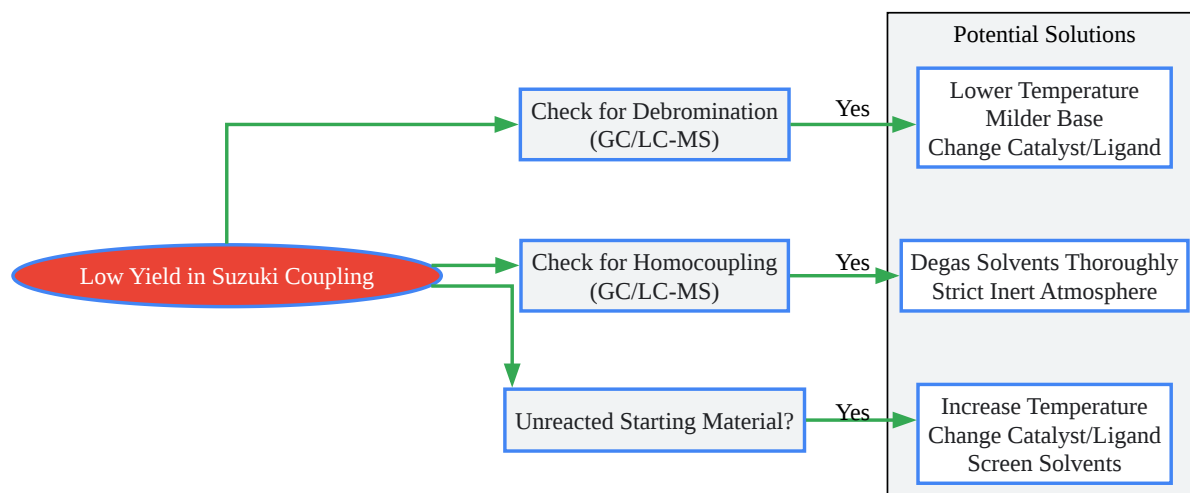 Potential Solutions
Check for Debromination
(GC/LC-MS)
Yes
Lower Temperature
Milder Base
Change Catalyst/Ligand
Low Yield in Suzuki Coupling
Check for Homocoupling
(GC/LC-MS)
Yes
Degas Solvents Thoroughly
Strict Inert Atmosphere
Unreacted Starting Material?
Yes
Increase Temperature
Change Catalyst/Ligand
Screen Solvents